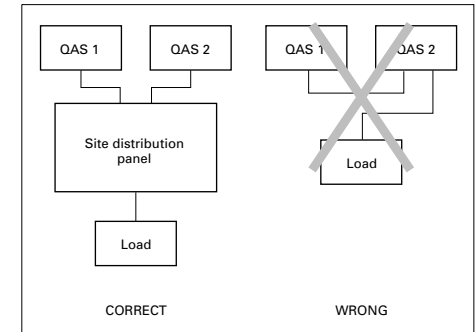 QAS 1
QAS 2
Site distribution
panel
Load
CORRECT
QAS 1
QAS 2
Load
WRONG